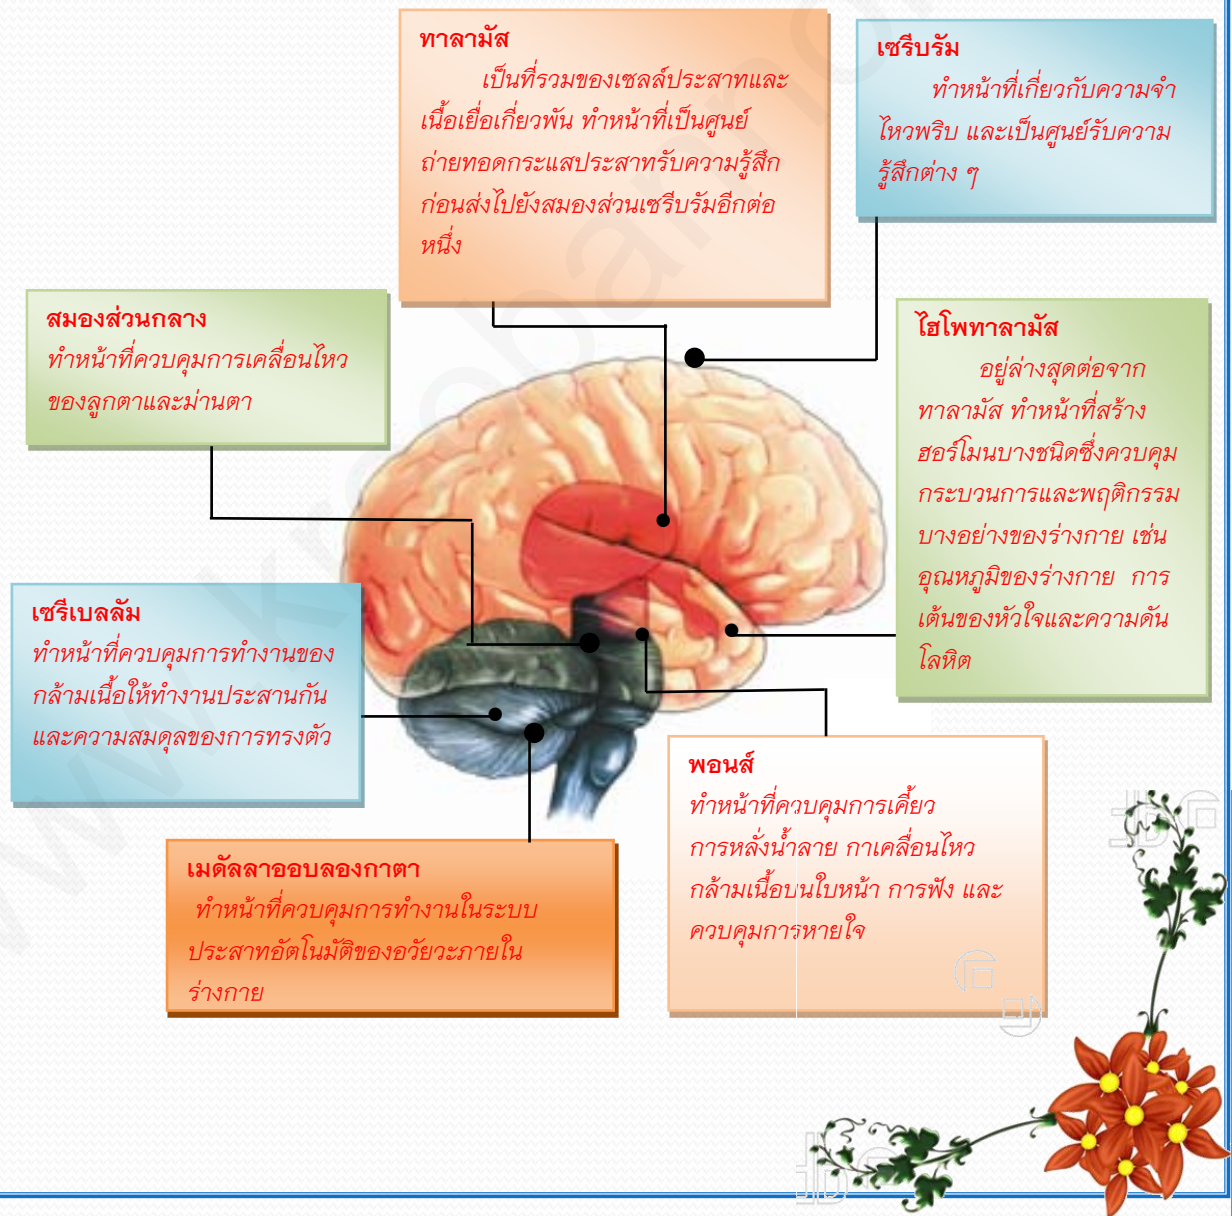 ทาลามัส
เป็นที่รวมของเซลล์ประสาทและ
เนื้อเยื่อเกี่ยวพัน ทำหน้าที่เป็นศูนย์
ถ่ายทอดกระแสประสาทรับความรู้สึก
ก่อนส่งไปยังสมองส่วนเซรีบรัมอีกต่อ
หนึ่ง
เซรีบรัม
ทำหน้าที่เกี่ยวกับความจำ
ไหวพริบ และเป็นศูนย์รับความ
รู้สึกต่าง ๆ
สมองส่วนกลาง
ทำหน้าที่ควบคุมการเคลื่อนไหว
ของลูกตาและม่านตา
ไฮโพทาลามัส
อยู่ล่างสุดต่อจาก
ทาลามัส ทำหน้าที่สร้าง
ฮอร์โมนบางชนิดซึ่งควบคุม
กระบวนการและพฤติกรรม
บางอย่างของร่างกาย เช่น
อุณหภูมิของร่างกาย การ
เต้นของหัวใจและความดัน
โลหิต
เซรีเบลลัม
ทำหน้าที่ควบคุมการทำงานของ
กล้ามเนื้อให้ทำงานประสานกัน
และความสมดุลของการทรงตัว
พอนส์
ทำหน้าที่ควบคุมการเคี้ยว
การหลั่งน้ำลาย กาเคลื่อนไหว
กล้ามเนื้อบนใบหน้า การฟัง และ
ควบคุมการหายใจ
เมดัลลาออบลองกาตา
ทำหน้าที่ควบคุมการทำงานในระบบ
ประสาทอัตโนมัติของอวัยวะภายใน
ร่างกาย